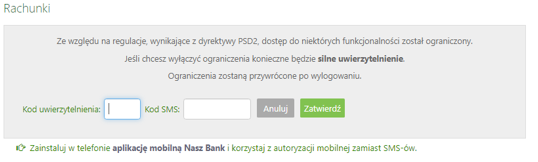 Rachunki
Ze względu na regulacje, wynikające z dyrektywy PSD2, dostęp do niektórych funkcjonalności został ograniczony.
Jeśli chcesz wyłączyć ograniczenia konieczne będzie silne uwierzytelnienie.
Ograniczenia zostaną przywrócone po wylogowaniu.
Kod uwierzytelnienia: Kod SMS: Anuluj Zatwierdź
Zainstaluj w telefonie aplikację mobilną Nasz Bank i korzystaj z autoryzacji mobilnej zamiast SMS-ów.